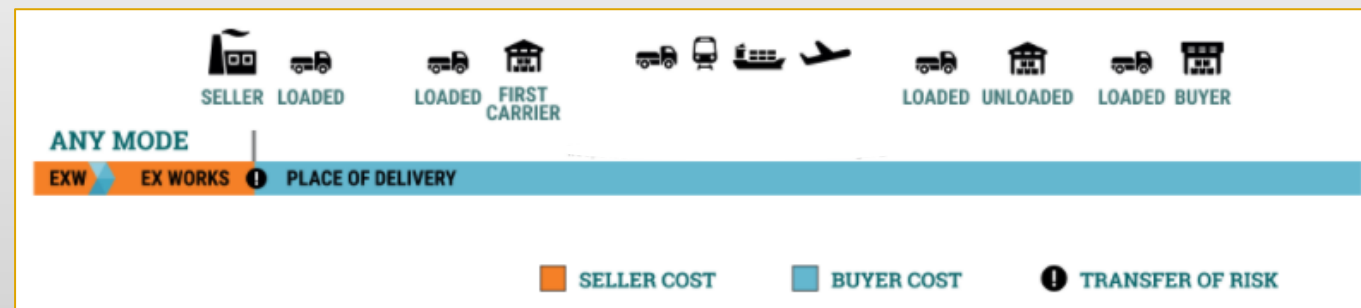 SELLER LOADED LOADED FIRST CARRIER LOADED UNLOADED LOADED BUYER
ANY MODE
EXW EX WORKS ! PLACE OF DELIVERY
SELLER COST BUYER COST ! TRANSFER OF RISK